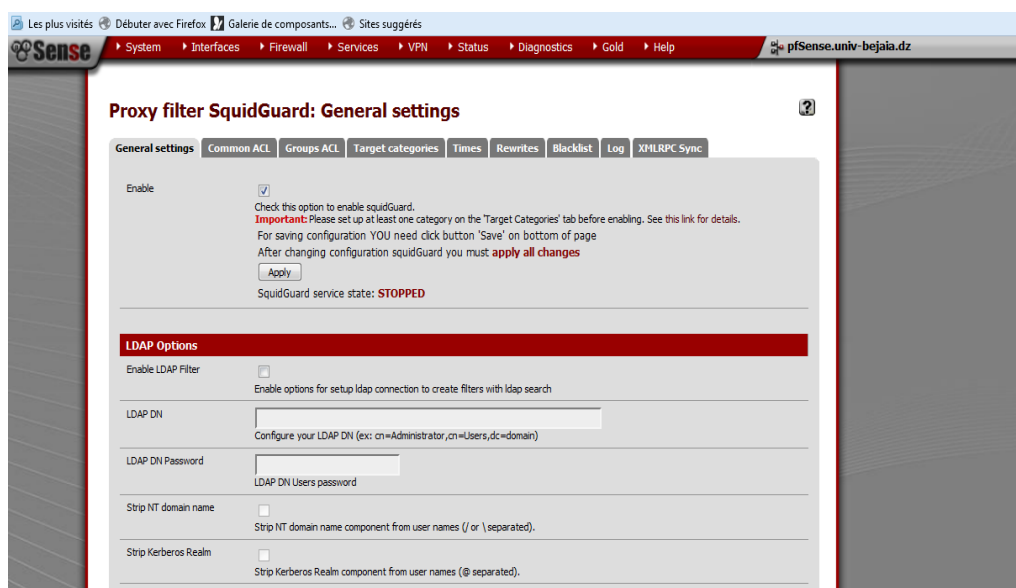 Les plus visités Débuter avec Firefox Galerie de composants... Sites suggérés
Sense System Interfaces Firewall Services VPN Status Diagnostics Gold Help pfSense.univ-bejaia.dz
Proxy filter SquidGuard: General settings ?
General settings Common ACL Groups ACL Target categories Times Rewrites Blacklist Log XMLRPC Sync
Enable
Check this option to enable squidGuard.
Important: Please set up at least one category on the 'Target Categories' tab before enabling. See this link for details.
For saving configuration YOU need click button 'Save' on bottom of page
After changing configuration squidGuard you must apply all changes
Apply
SquidGuard service state: STOPPED
LDAP Options
Enable LDAP Filter
Enable options for setup ldap connection to create filters with ldap search
LDAP DN
Configure your LDAP DN (ex: cn=Administrator,cn=Users,dc=domain)
LDAP DN Password
LDAP DN Users password
Strip NT domain name
Strip NT domain name component from user names (/ or \ separated).
Strip Kerberos Realm
Strip Kerberos Realm component from user names (@ separated).